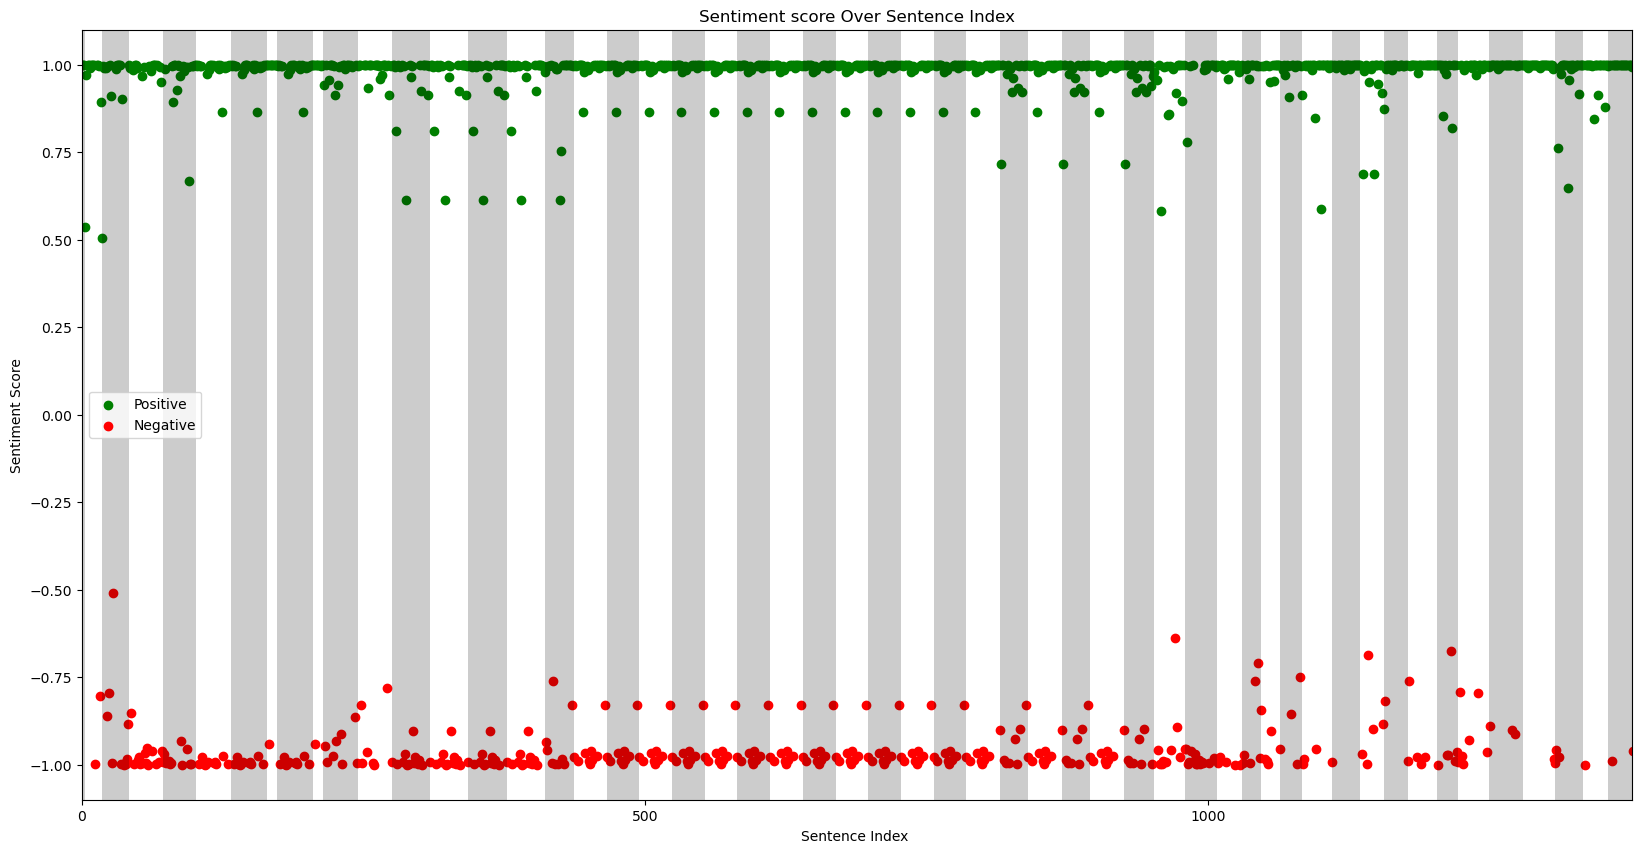 Sentiment score Over Sentence Index
1.00
0.75
0.50
0.25
0.00
−0.25
−0.50
−0.75
−1.00
Sentiment Score
Positive
Negative
0
500
1000
Sentence Index